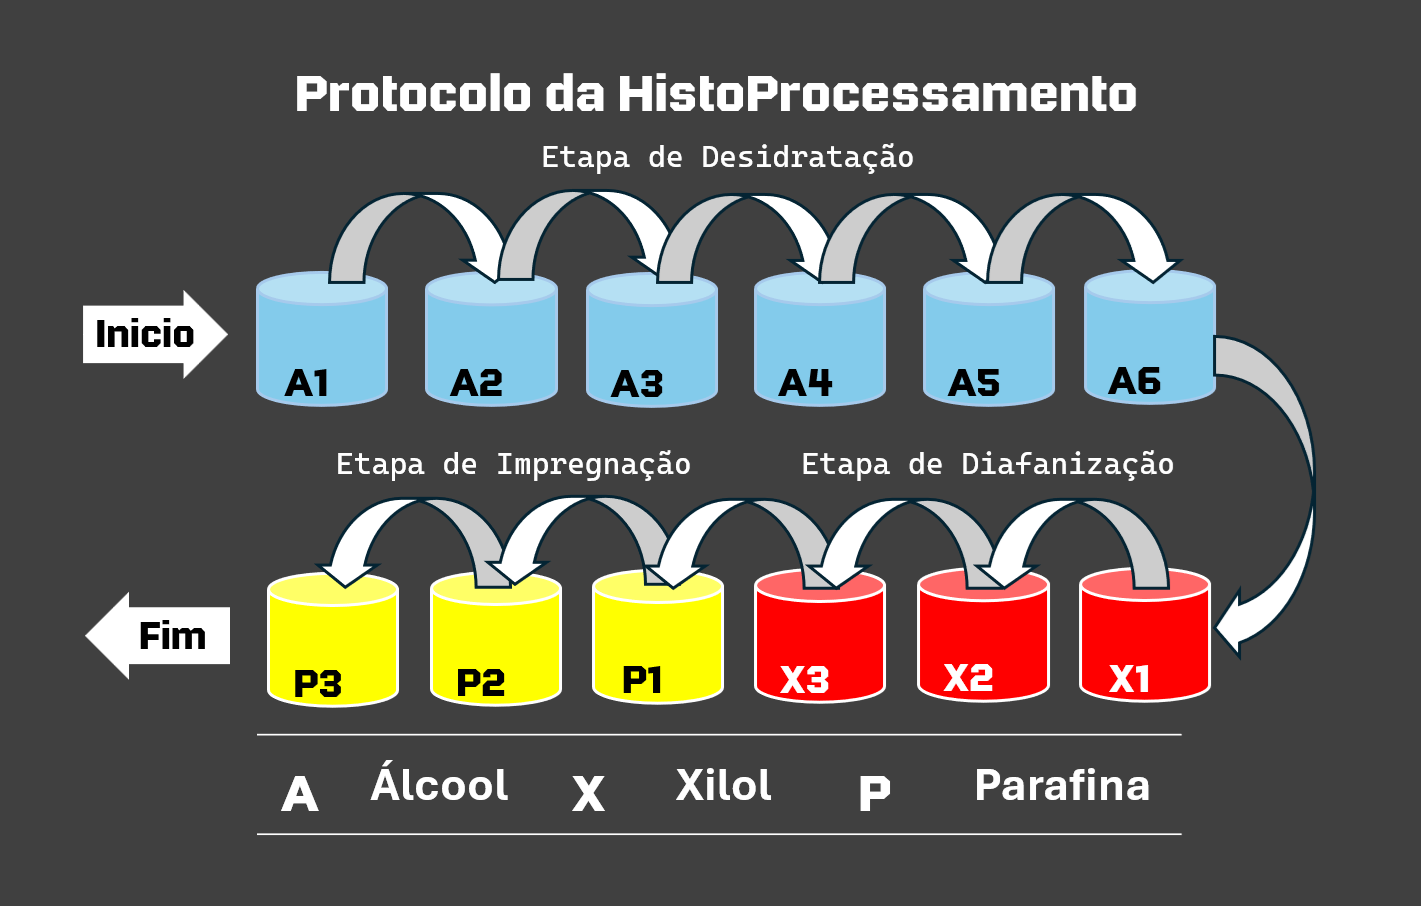 Protocolo da HistoProcessamento
Etapa de Desidratação
Inicio
A1 A2 A3 A4 A5 A6
Etapa de Impregnação Etapa de Diafanização
Fim
P3 P2 P1 X3 X2 X1
A Álcool X Xilol P Parafina